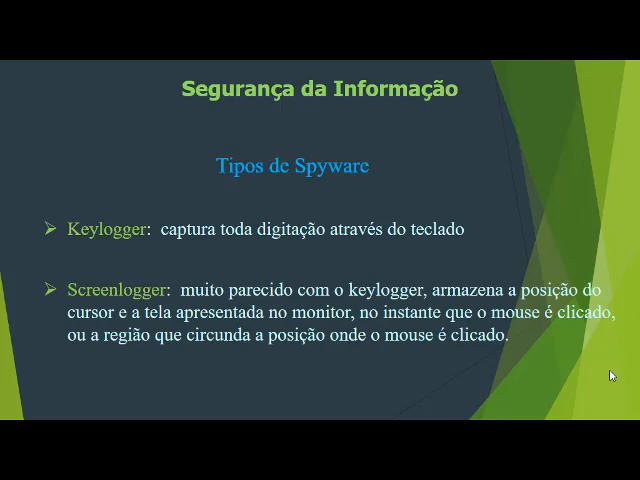 Segurança da Informação
Tipos de Spyware
Keylogger: captura toda digitação através do teclado
Screenlogger: muito parecido com o keylogger, armazena a posição do
cursor e a tela apresentada no monitor, no instante que o mouse é clicado,
ou a região que circunda a posição onde o mouse é clicado.